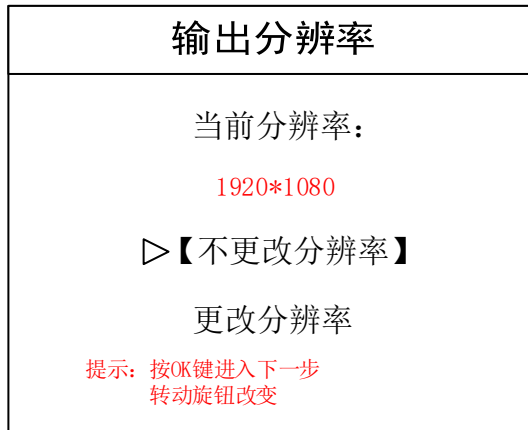 输出分辨率
当前分辨率：
1920*1080
▷【不更改分辨率】
更改分辨率
提示：按OK键进入下一步
转动旋钮改变